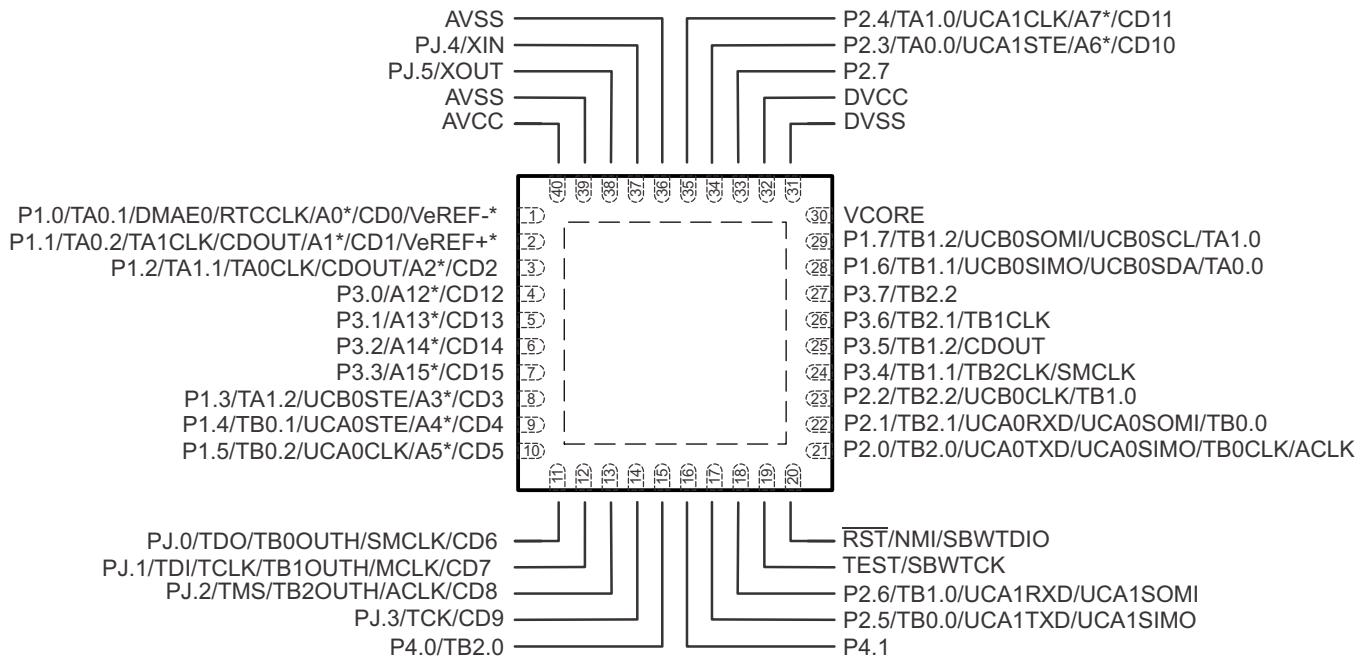 AVSS
PJ.4/XIN
PJ.5/XOUT
AVSS
AVCC
P2.4/TA1.0/UCA1CLK/A7*/CD11
P2.3/TA0.0/UCA1STE/A6*/CD10
P2.7
DVCC
DVSS
40 39 38 37 36 35 34 33 32 31
P1.0/TA0.1/DMAE0/RTCCLK/A0*/CD0/VeREF-* 1
P1.1/TA0.2/TA1CLK/CDOUT/A1*/CD1/VeREF+* 2
P1.2/TA1.1/TA0CLK/CDOUT/A2*/CD2 3
P3.0/A12*/CD12 4
P3.1/A13*/CD13 5
P3.2/A14*/CD14 6
P3.3/A15*/CD15 7
P1.3/TA1.2/UCB0STE/A3*/CD3 8
P1.4/TB0.1/UCA0STE/A4*/CD4 9
P1.5/TB0.2/UCA0CLK/A5*/CD5 10
30 VCORE
29 P1.7/TB1.2/UCB0SOMI/UCB0SCL/TA1.0
28 P1.6/TB1.1/UCB0SIMO/UCB0SDA/TA0.0
27 P3.7/TB2.2
26 P3.6/TB2.1/TB1CLK
25 P3.5/TB1.2/CDOUT
24 P3.4/TB1.1/TB2CLK/SMCLK
23 P2.2/TB2.2/UCB0CLK/TB1.0
22 P2.1/TB2.1/UCA0RXD/UCA0SOMI/TB0.0
21 P2.0/TB2.0/UCA0TXD/UCA0SIMO/TB0CLK/ACLK
11 12 13 14 15 16 17 18 19 20
PJ.0/TDO/TB0OUTH/SMCLK/CD6
PJ.1/TDI/TCLK/TB1OUTH/MCLK/CD7
PJ.2/TMS/TB2OUTH/ACLK/CD8
PJ.3/TCK/CD9
P4.0/TB2.0
RST/NMI/SBWTDIO
TEST/SBWTCK
P2.6/TB1.0/UCA1RXD/UCA1SOMI
P2.5/TB0.0/UCA1TXD/UCA1SIMO
P4.1